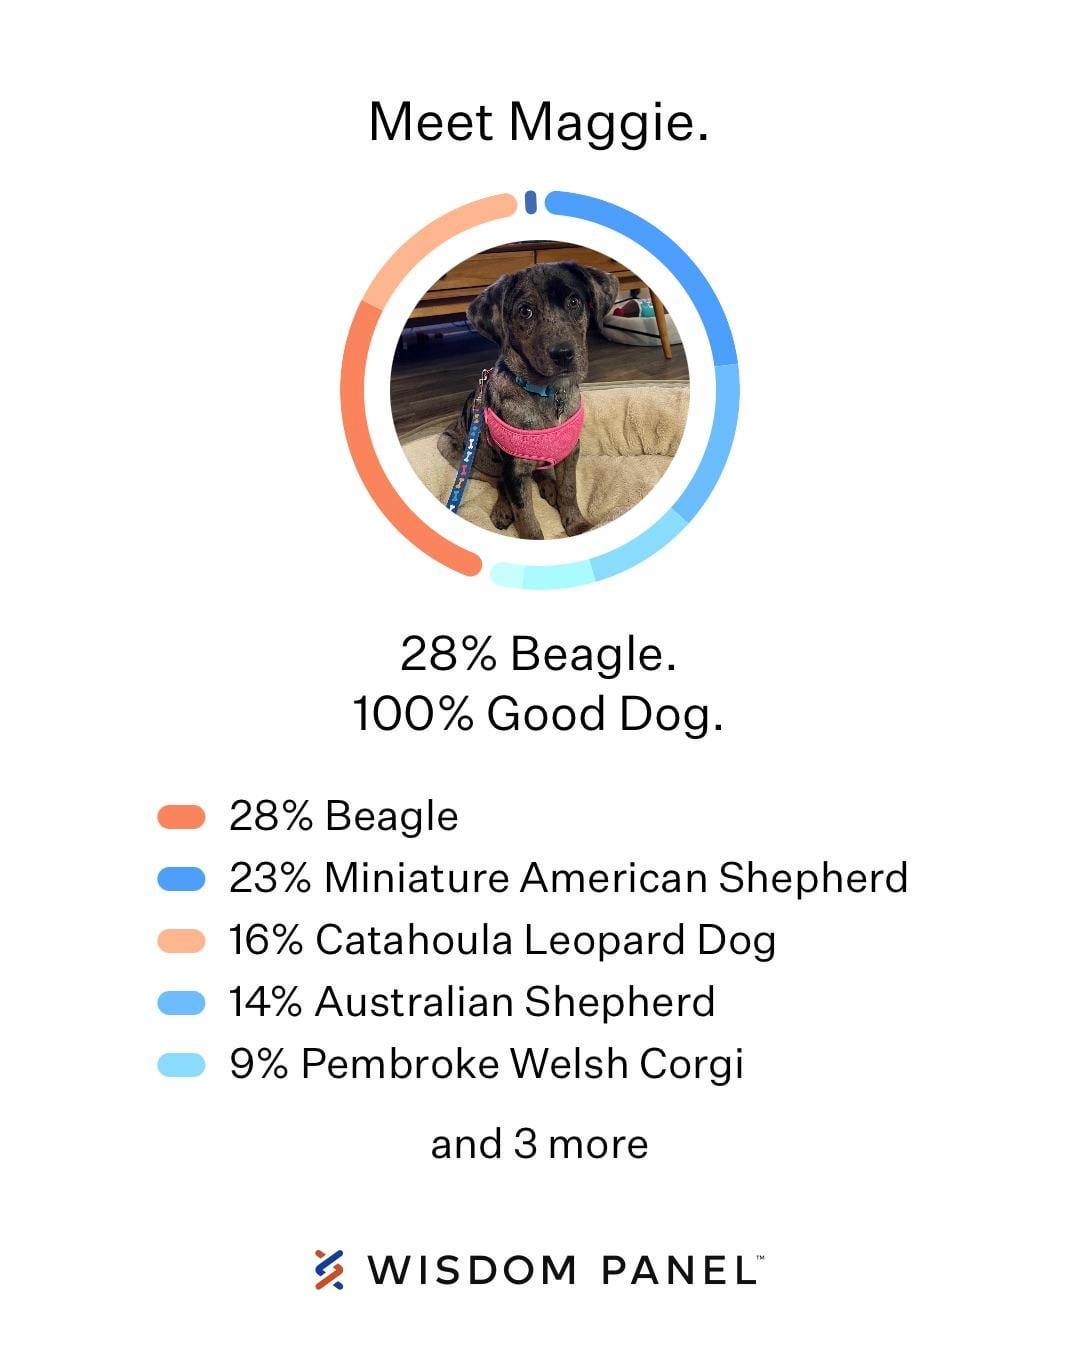 Meet Maggie.
28% Beagle.
100% Good Dog.
28% Beagle
23% Miniature American Shepherd
16% Catahoula Leopard Dog
14% Australian Shepherd
9% Pembroke Welsh Corgi
and 3 more
WISDOM PANEL™